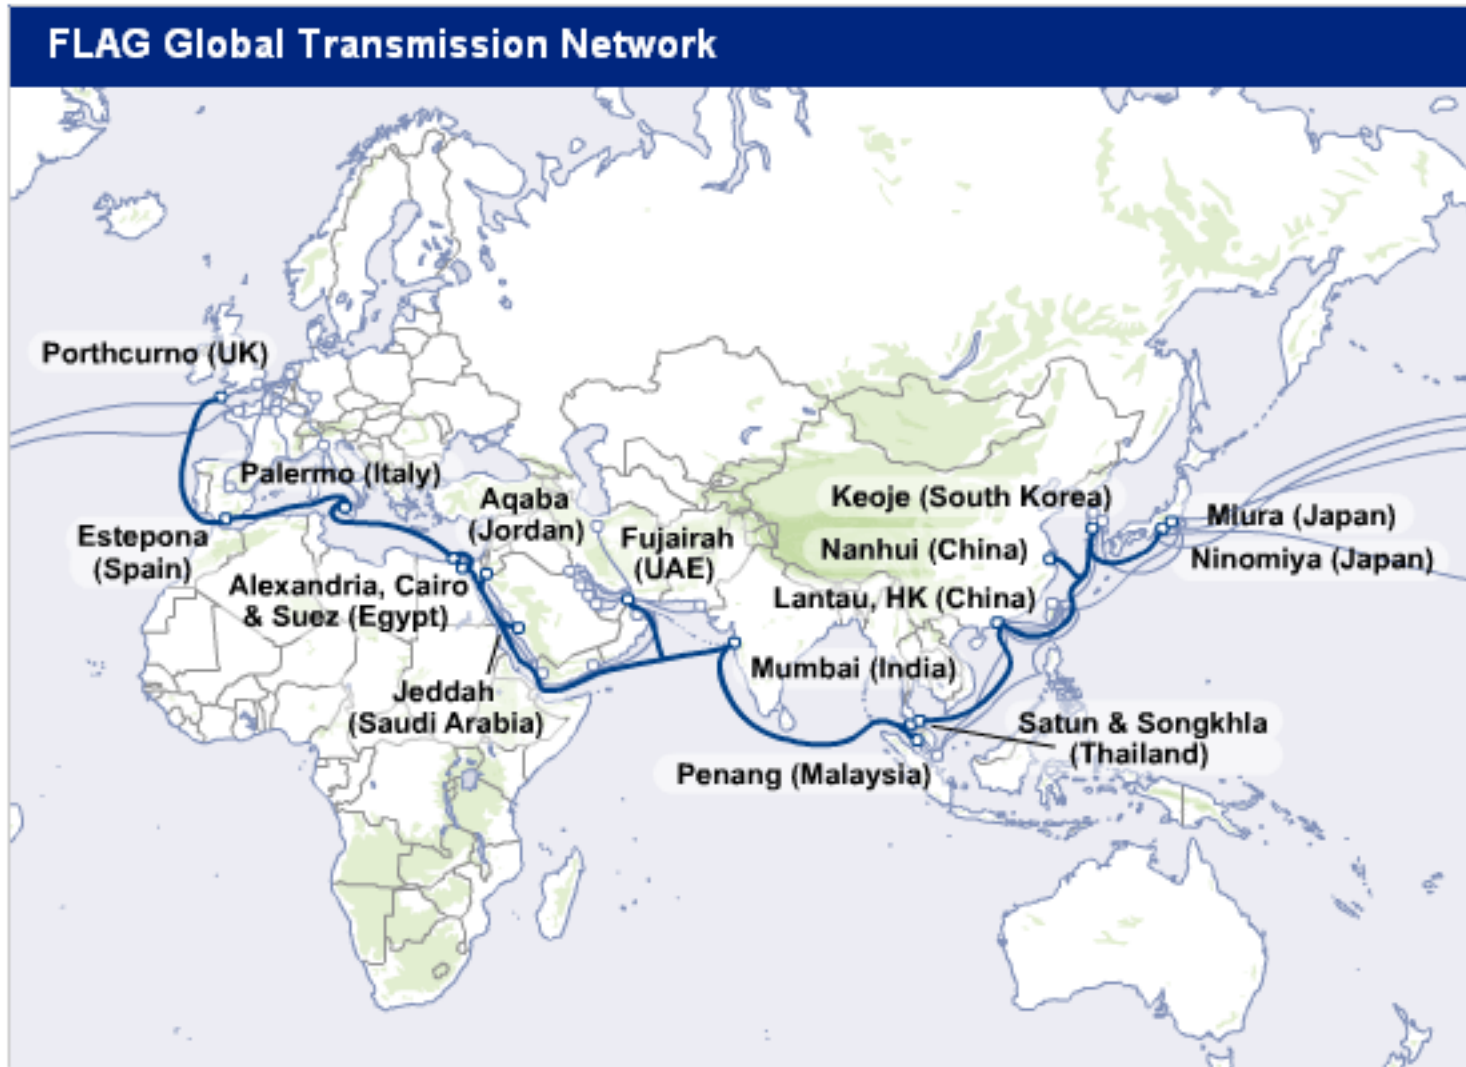 FLAG Global Transmission Network
Porthcurno (UK)
Palermo (Italy)
Aqaba
(Jordan)
Keoje (South Korea)
Miura (Japan)
Estepona
(Spain)
Fujairah
(UAE)
Nanhui (China)
Ninomiya (Japan)
Alexandria, Cairo
& Suez (Egypt)
Lantau, HK (China)
Mumbai (India)
Jeddah
(Saudi Arabia)
Satun & Songkhla
(Thailand)
Penang (Malaysia)